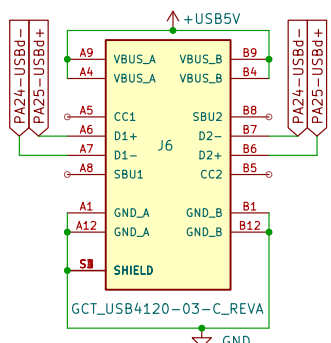 +USB5V
PA24-USBd-
PA25-USBd+
PA24-USBd-
PA25-USBd+
A9 VBUS_A VBUS_B B9
A4 VBUS_A VBUS_B B4
A5 CC1 SBU2 B8
A6 D1+ D2- B7
J6
A7 D1- D2+ B6
A8 SBU1 CC2 B5
A1 GND_A GND_B B1
A12 GND_A GND_B B12
SHIELD
GCT_USB4120-03-C_REVA
GND